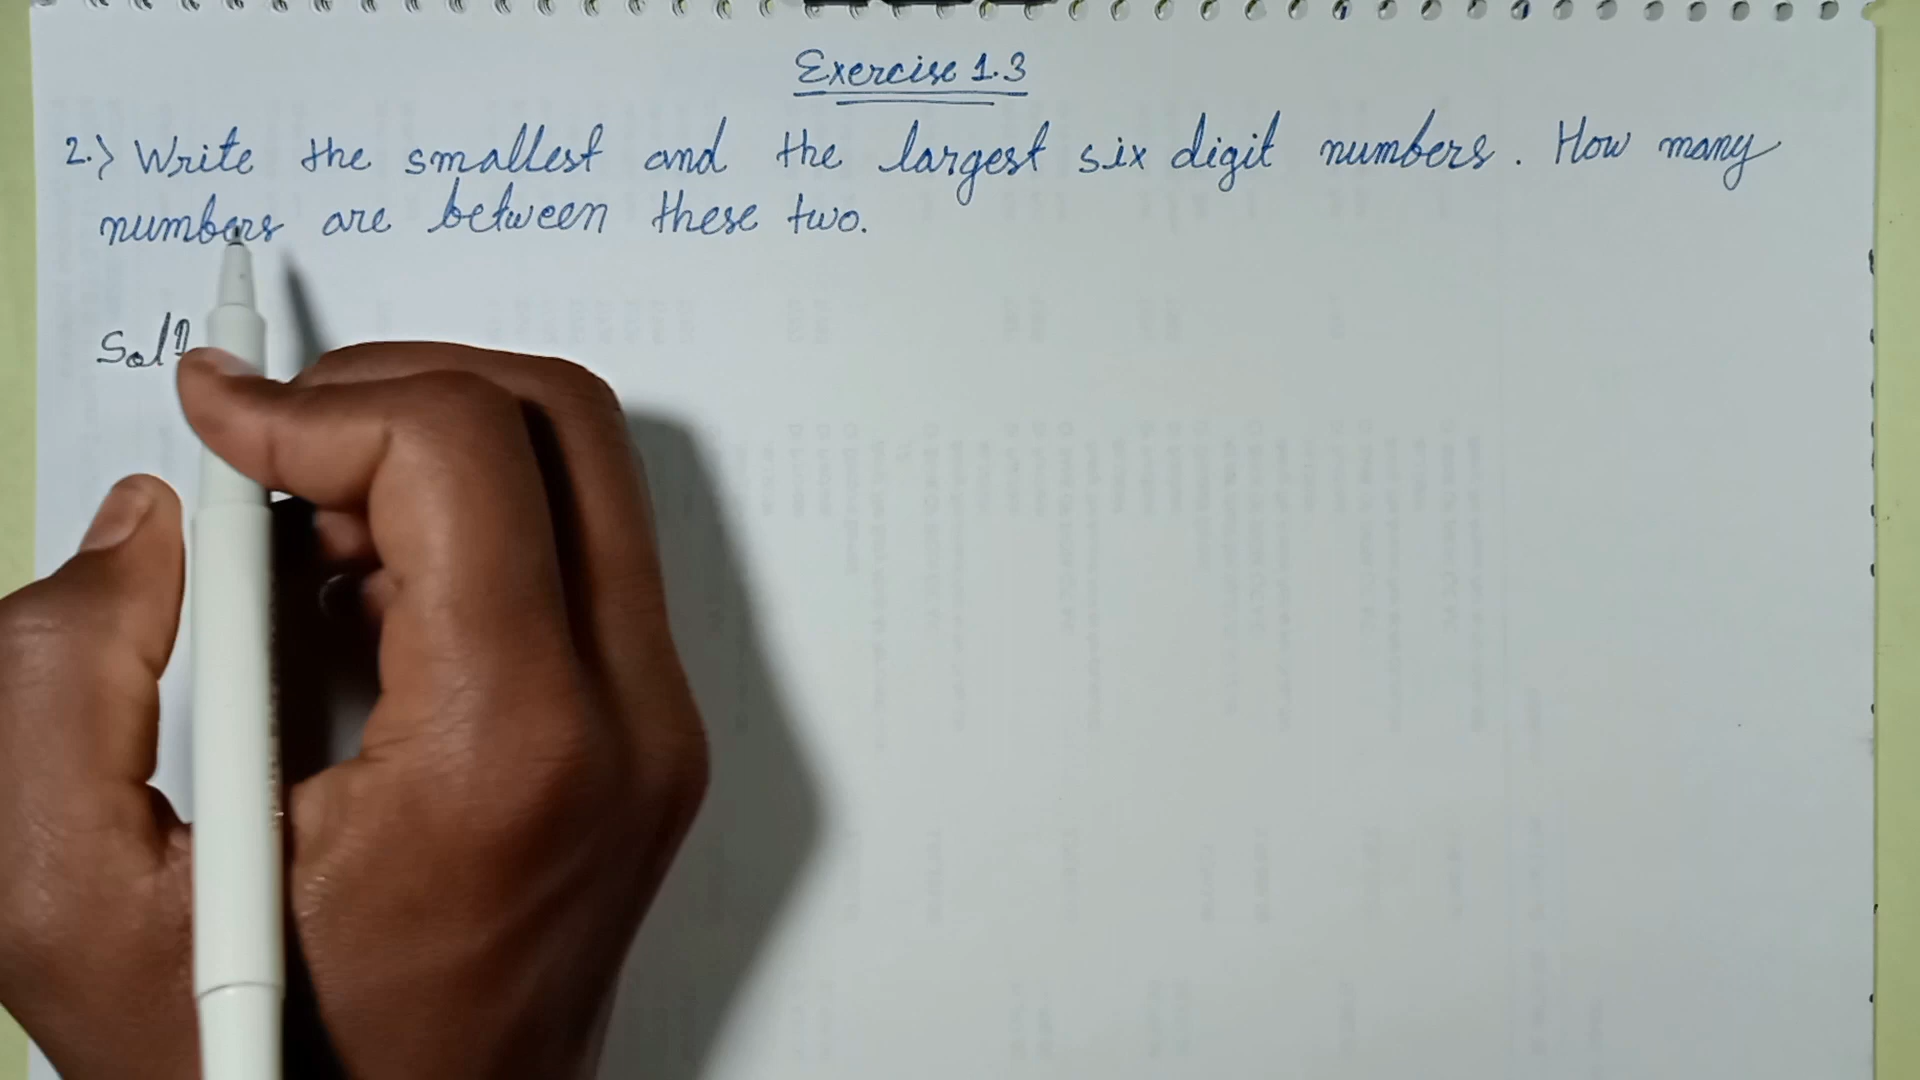 Exercise 1.3
2.) Write the smallest and the largest six digit numbers. How many
numbers are between these two.
Solⁿ